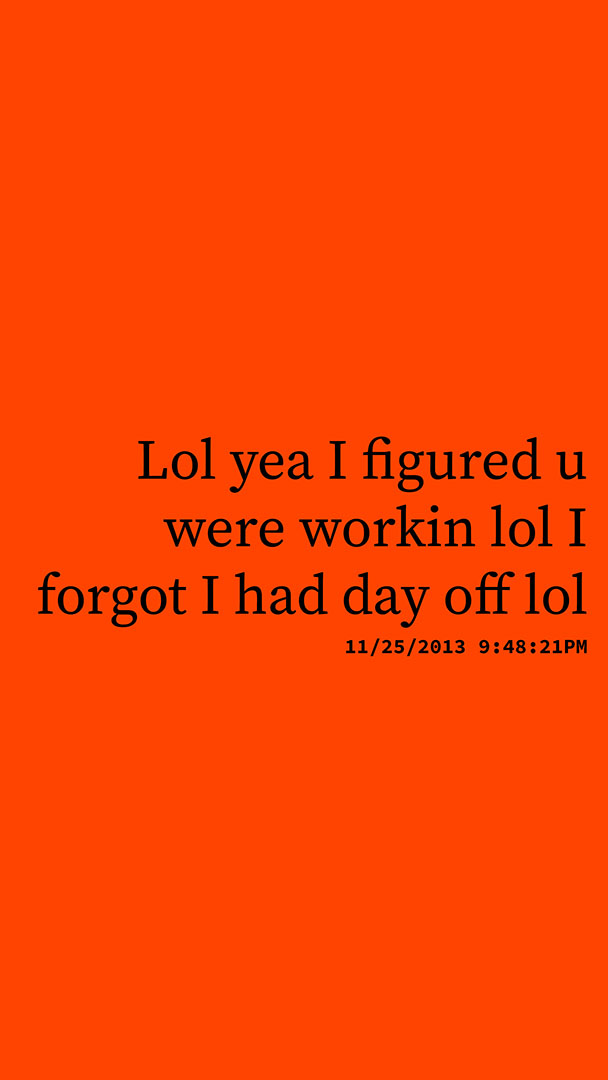 Lol yea I figured u
were workin lol I
forgot I had day off lol
11/25/2013 9:48:21PM